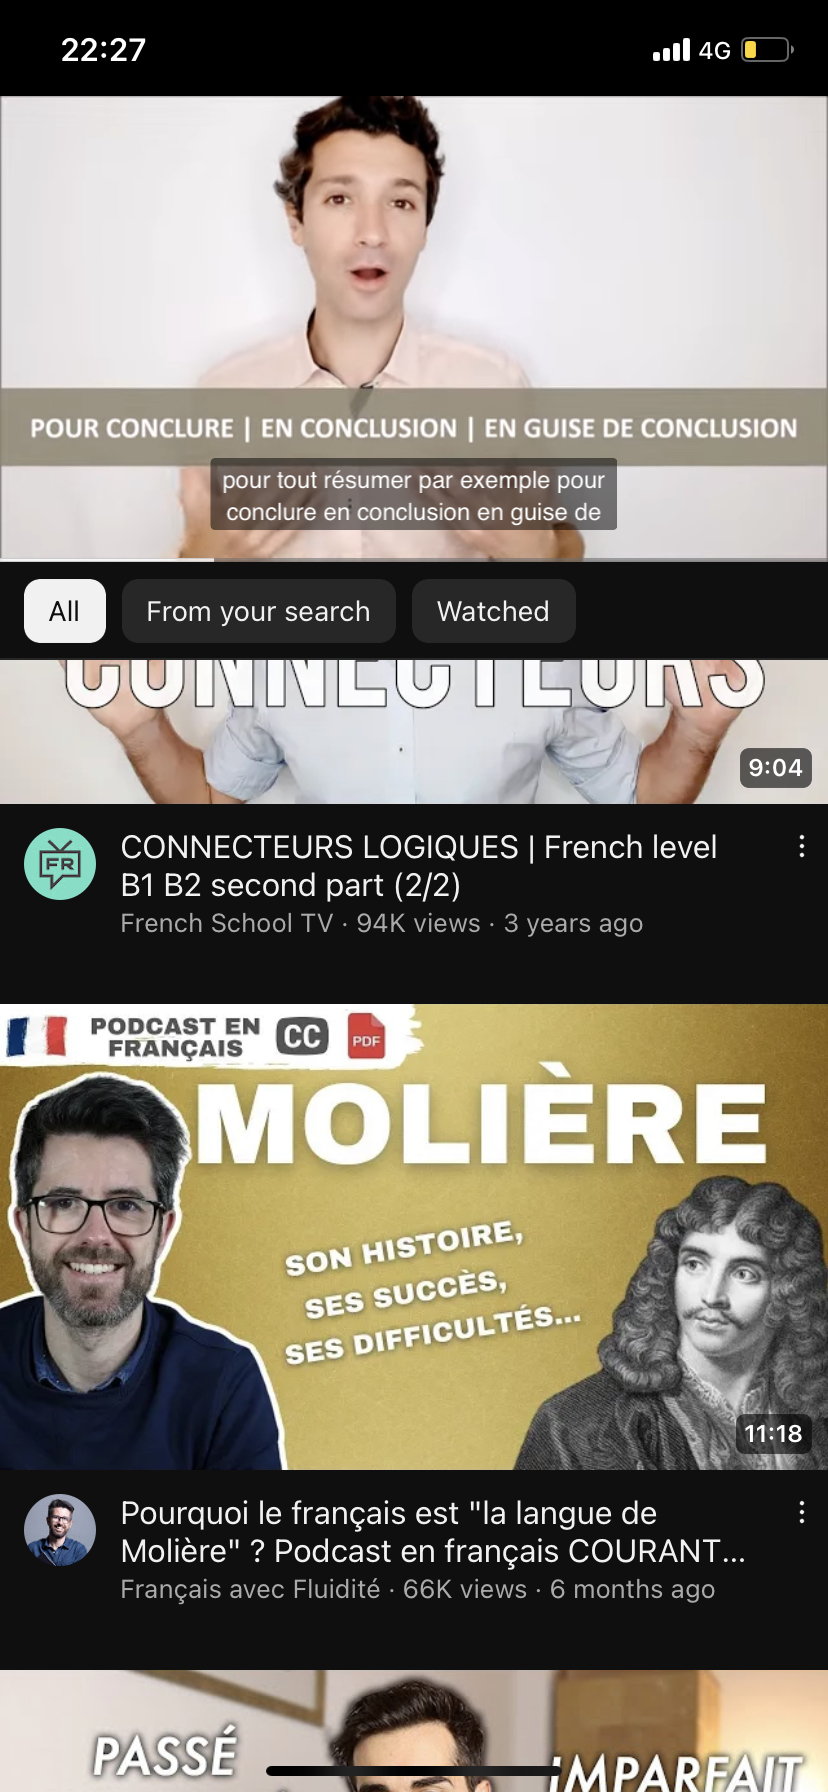 22:27
4G
POUR CONCLURE | EN CONCLUSION | EN GUISE DE CONCLUSION
pour tout résumer par exemple pour
conclure en conclusion en guise de
All
From your search
Watched
CONNECTEURS
9:04
FR
CONNECTEURS LOGIQUES | French level
B1 B2 second part (2/2)
French School TV · 94K views · 3 years ago
PODCAST EN
FRANÇAIS
CC
PDF
MOLIÈRE
SON HISTOIRE,
SES SUCCÈS,
SES DIFFICULTÉS...
11:18
Pourquoi le français est "la langue de
Molière" ? Podcast en français COURANT...
Français avec Fluidité · 66K views · 6 months ago
PASSÉ
IMPARFAIT